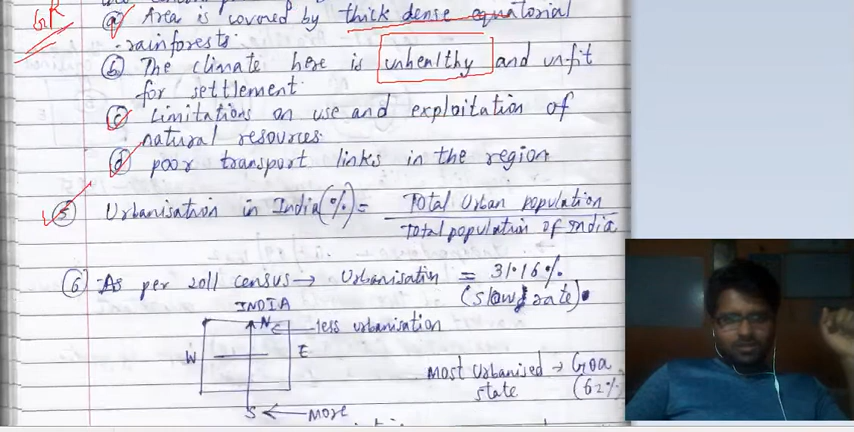 GR
(a) Area is covered by thick dense equatorial
rainforests.
(b) The climate here is unhealthy and unfit
for settlement.
(c) Limitations on use and exploitation of
natural resources.
(d) poor transport links in the region
(5) Urbanisation in India (%) = Total Urban population
Total population of India
(6) As per 2011 census → Urbanisation = 31.16%.
(slow rate).
INDIA
N ← less urbanisation
W E
Most Urbanised → Goa
state (62%
S ← More